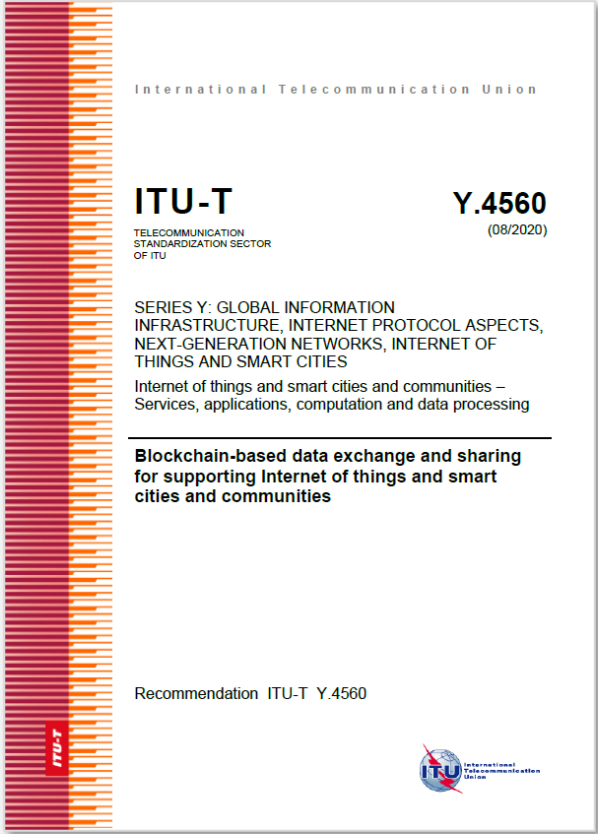 International Telecommunication Union
ITU-T
Y.4560
TELECOMMUNICATION
(08/2020)
STANDARDIZATION SECTOR
OF ITU
SERIES Y: GLOBAL INFORMATION
INFRASTRUCTURE, INTERNET PROTOCOL ASPECTS,
NEXT-GENERATION NETWORKS, INTERNET OF
THINGS AND SMART CITIES
Internet of things and smart cities and communities –
Services, applications, computation and data processing
Blockchain-based data exchange and sharing
for supporting Internet of things and smart
cities and communities
Recommendation ITU-T Y.4560
ITU-T
ITU
International
Telecommunication
Union